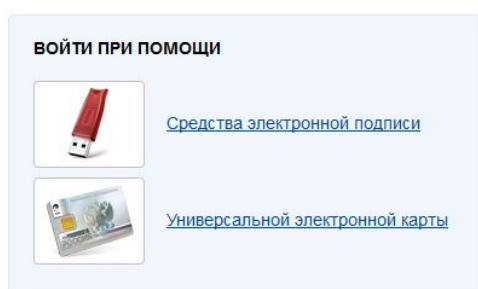 ВОЙТИ ПРИ ПОМОЩИ
Средства электронной подписи
Универсальной электронной карты